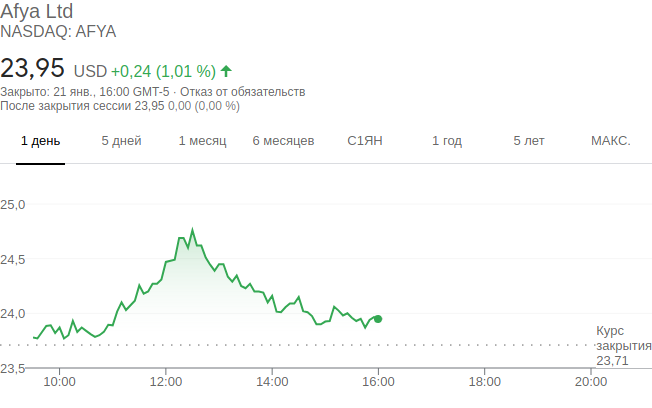 Afya Ltd
NASDAQ: AFYA
23,95 USD +0,24 (1,01 %)
Закрыто: 21 янв., 16:00 GMT-5 · Отказ от обязательств
После закрытия сессии 23,95 0,00 (0,00 %)
1 день 5 дней 1 месяц 6 месяцев С1ЯН 1 год 5 лет МАКС.
25,0
24,5
24,0
Курс
закрытия
23,71
23,5
10:00 12:00 14:00 16:00 18:00 20:00